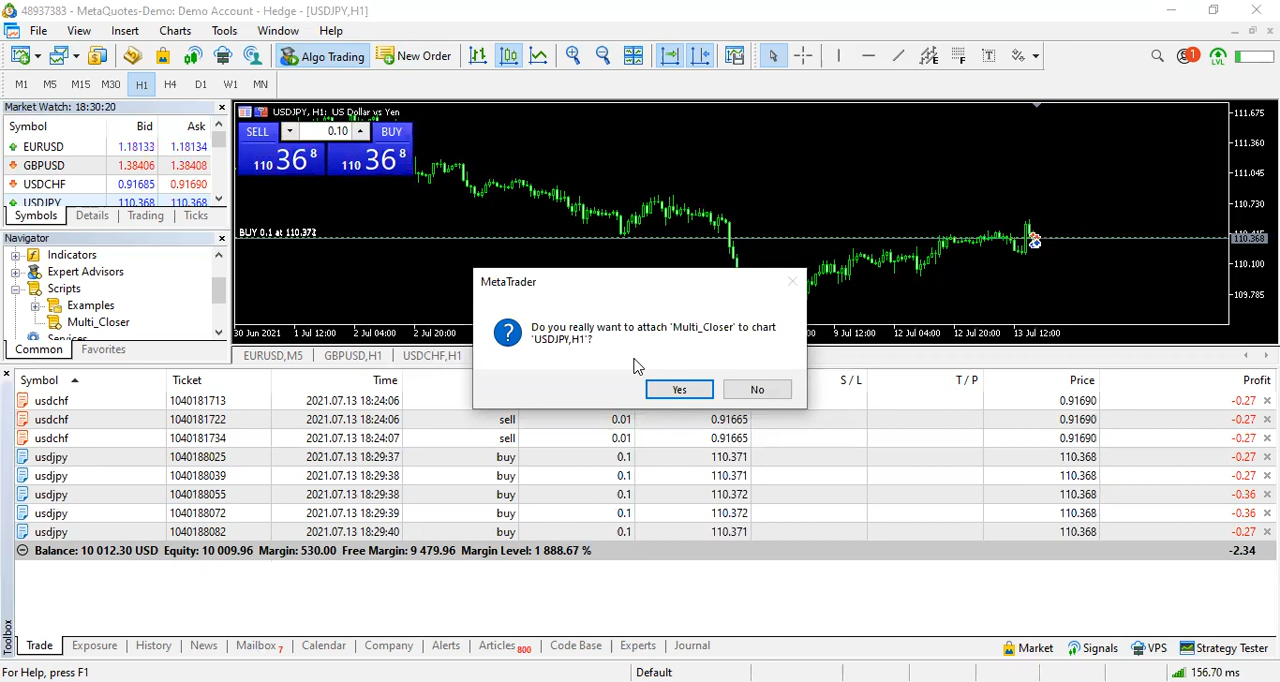 48937383 - MetaQuotes-Demo: Demo Account - Hedge - [USDJPY,H1]
File View Insert Charts Tools Window Help
Algo Trading New Order LVL 1
M1 M5 M15 M30 H1 H4 D1 W1 MN
Market Watch: 18:30:20
Symbol Bid Ask
EURUSD 1.18133 1.18134
GBPUSD 1.38406 1.38408
USDCHF 0.91685 0.91690
USDJPY 110.368 110.368
Symbols Details Trading Ticks
Navigator
Indicators
Expert Advisors
Scripts
Examples
Multi_Closer
Services
Common Favorites
USDJPY, H1: US Dollar vs Yen
SELL 0.10 BUY
110 36 8 110 36 8
BUY 0.1 at 110.372
111.675
111.360
111.045
110.730
110.415
110.368
110.100
109.785
30 Jun 2021 1 Jul 12:00 2 Jul 04:00 2 Jul 20:00 9 Jul 12:00 12 Jul 04:00 12 Jul 20:00 13 Jul 12:00
EURUSD,M5 GBPUSD,H1 USDCHF,H1
MetaTrader
Do you really want to attach `Multi_Closer` to chart
`USDJPY,H1`?
Yes No
Symbol Ticket Time S / L T / P Price Profit
usdchf 1040181713 2021.07.13 18:24:06 0.91690 -0.27
usdchf 1040181722 2021.07.13 18:24:06 sell 0.01 0.91665 0.91690 -0.27
usdchf 1040181734 2021.07.13 18:24:07 sell 0.01 0.91665 0.91690 -0.27
usdjpy 1040188025 2021.07.13 18:29:37 buy 0.1 110.371 110.368 -0.27
usdjpy 1040188039 2021.07.13 18:29:38 buy 0.1 110.371 110.368 -0.27
usdjpy 1040188055 2021.07.13 18:29:38 buy 0.1 110.372 110.368 -0.36
usdjpy 1040188072 2021.07.13 18:29:39 buy 0.1 110.372 110.368 -0.36
usdjpy 1040188082 2021.07.13 18:29:40 buy 0.1 110.371 110.368 -0.27
Balance: 10 012.30 USD Equity: 10 009.96 Margin: 530.00 Free Margin: 9 479.96 Margin Level: 1 888.67 % -2.34
Toolbox
Trade Exposure History News Mailbox 7 Calendar Company Alerts Articles 800 Code Base Experts Journal Market Signals VPS Strategy Tester
For Help, press F1 Default 156.70 ms